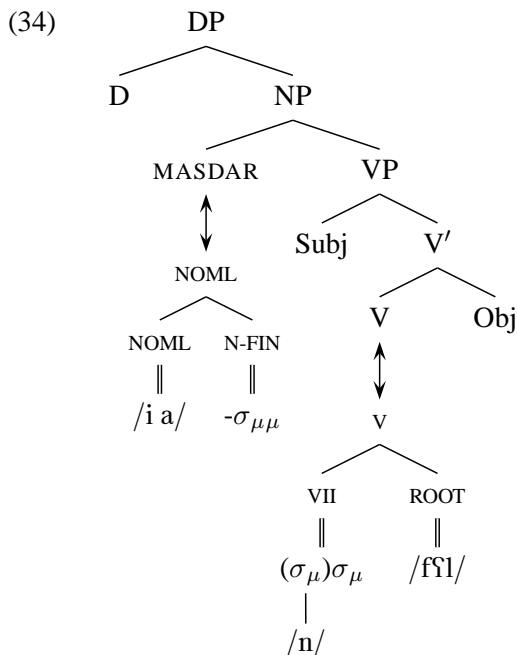 (34) DP
D NP
MASDAR VP
NOML Subj V′
NOML N-FIN V Obj
/i a/ -σμμ V
VII ROOT
(σμ)σμ /fʕl/
/n/